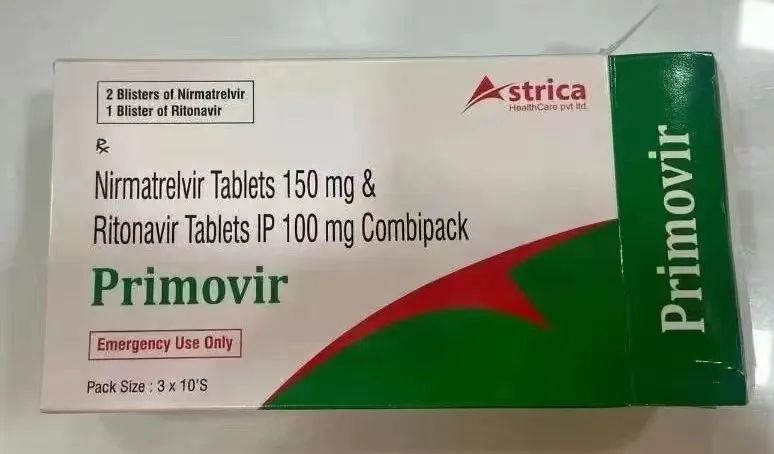 2 Blisters of Nirmatrelvir
1 Blister of Ritonavir
Astrica
HealthCare pvt ltd.
℞
Nirmatrelvir Tablets 150 mg &
Ritonavir Tablets IP 100 mg Combipack
Primovir
Emergency Use Only
Pack Size : 3 x 10'S
Primovir